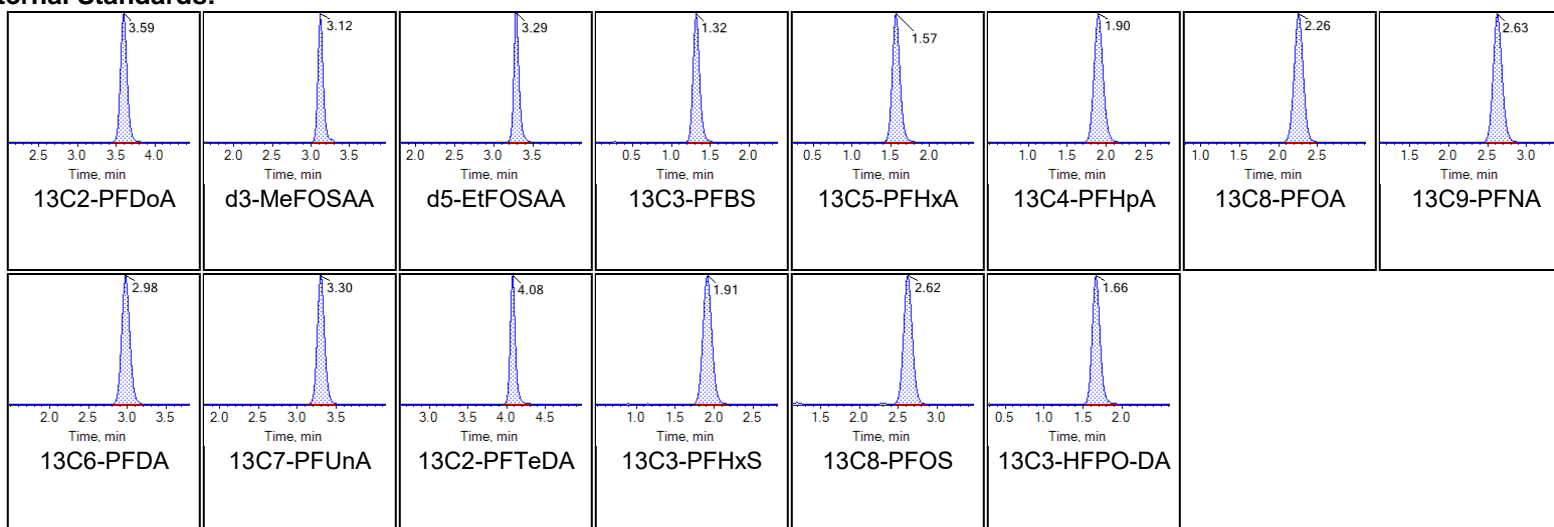 ternal Standards:
3.59
2.5 3.0 3.5 4.0
Time, min
13C2-PFDoA
3.12
2.0 2.5 3.0 3.5
Time, min
d3-MeFOSAA
3.29
2.0 2.5 3.0 3.5
Time, min
d5-EtFOSAA
1.32
0.5 1.0 1.5 2.0
Time, min
13C3-PFBS
1.57
0.5 1.0 1.5 2.0
Time, min
13C5-PFHxA
1.90
1.0 1.5 2.0 2.5
Time, min
13C4-PFHpA
2.26
1.0 1.5 2.0 2.5
Time, min
13C8-PFOA
2.63
1.5 2.0 2.5 3.0
Time, min
13C9-PFNA
2.98
2.0 2.5 3.0 3.5
Time, min
13C6-PFDA
3.30
2.0 2.5 3.0 3.5
Time, min
13C7-PFUnA
4.08
3.0 3.5 4.0 4.5
Time, min
13C2-PFTeDA
1.91
1.0 1.5 2.0 2.5
Time, min
13C3-PFHxS
2.62
1.5 2.0 2.5 3.0
Time, min
13C8-PFOS
1.66
0.5 1.0 1.5 2.0
Time, min
13C3-HFPO-DA